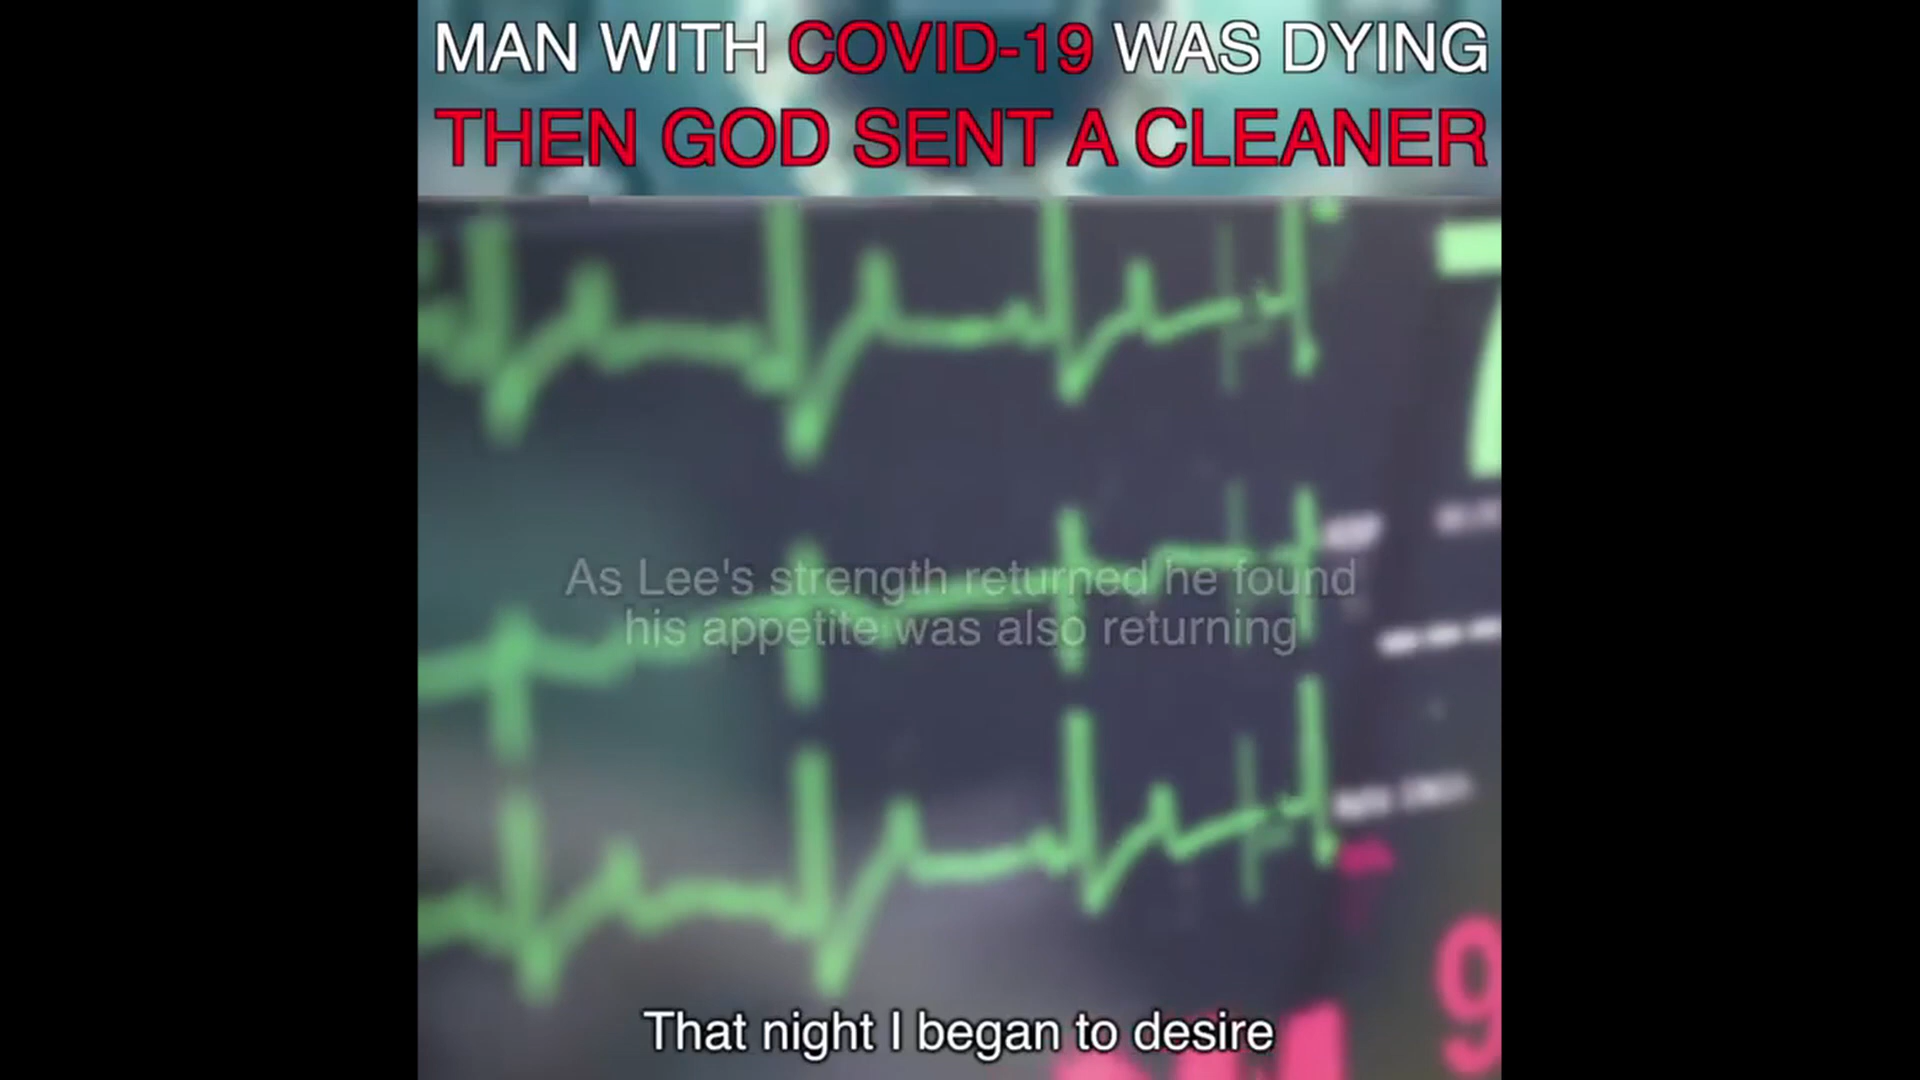 MAN WITH COVID-19 WAS DYING
THEN GOD SENT A CLEANER
As Lee's strength returned he found
his appetite was also returning
That night I began to desire